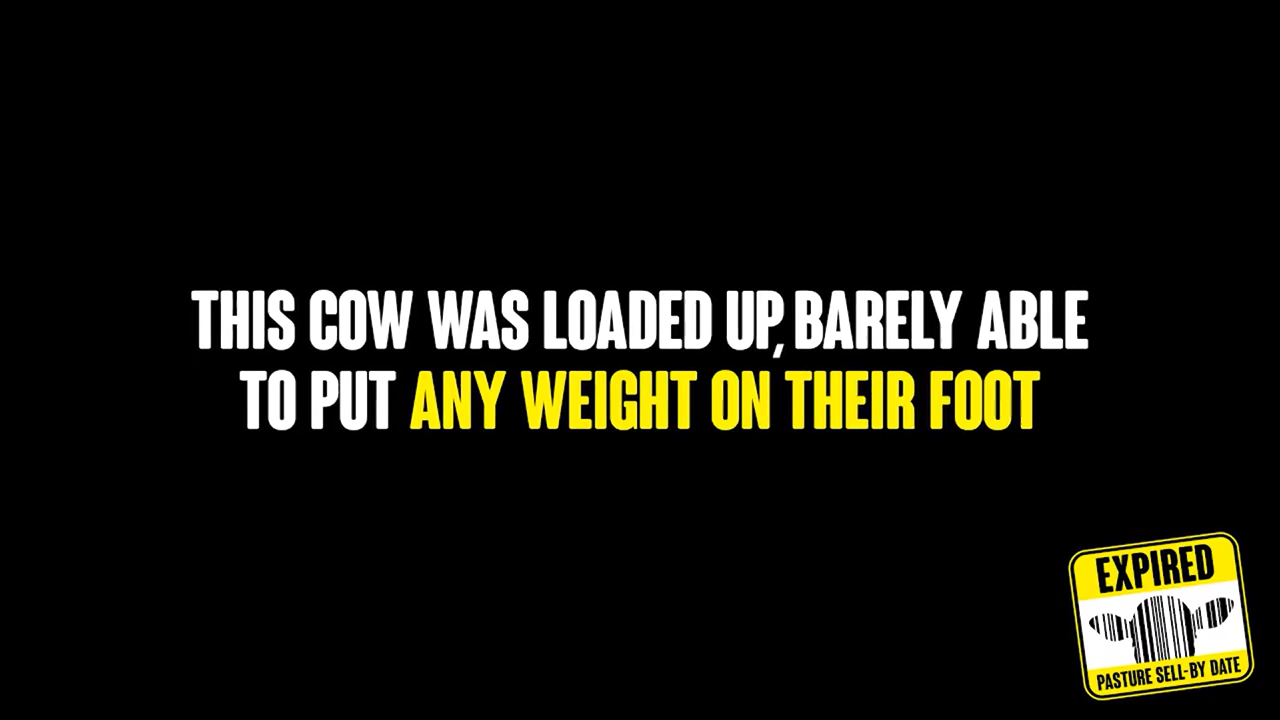 THIS COW WAS LOADED UP, BARELY ABLE
TO PUT ANY WEIGHT ON THEIR FOOT
EXPIRED
PASTURE SELL-BY DATE